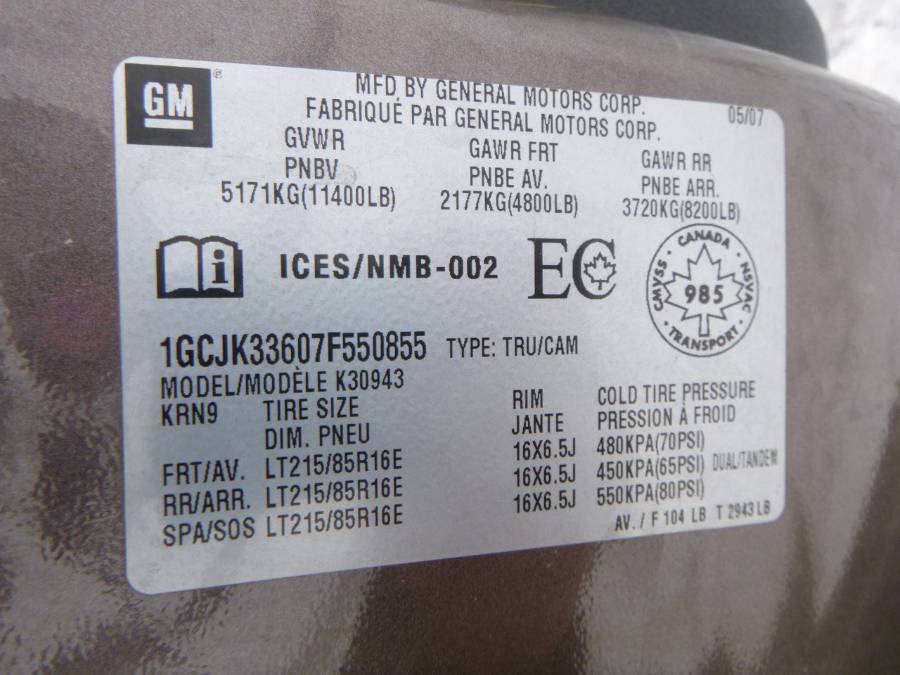 GM®
MFD BY GENERAL MOTORS CORP. 05/07
FABRIQUÉ PAR GENERAL MOTORS CORP.
GVWR GAWR FRT GAWR RR
PNBV PNBE AV. PNBE ARR.
5171KG(11400LB) 2177KG(4800LB) 3720KG(8200LB)
i ICES/NMB-002 EC
CANADA
CMVSS 985 NSVAC
TRANSPORT
1GCJK33607F550855 TYPE: TRU/CAM
MODEL/MODÈLE K30943
KRN9 TIRE SIZE RIM COLD TIRE PRESSURE
DIM. PNEU JANTE PRESSION À FROID
FRT/AV. LT215/85R16E 16X6.5J 480KPA(70PSI)
RR/ARR. LT215/85R16E 16X6.5J 450KPA(65PSI) DUAL/TANDEM
SPA/SOS LT215/85R16E 16X6.5J 550KPA(80PSI)
AV. / F 104 LB T 2943 LB